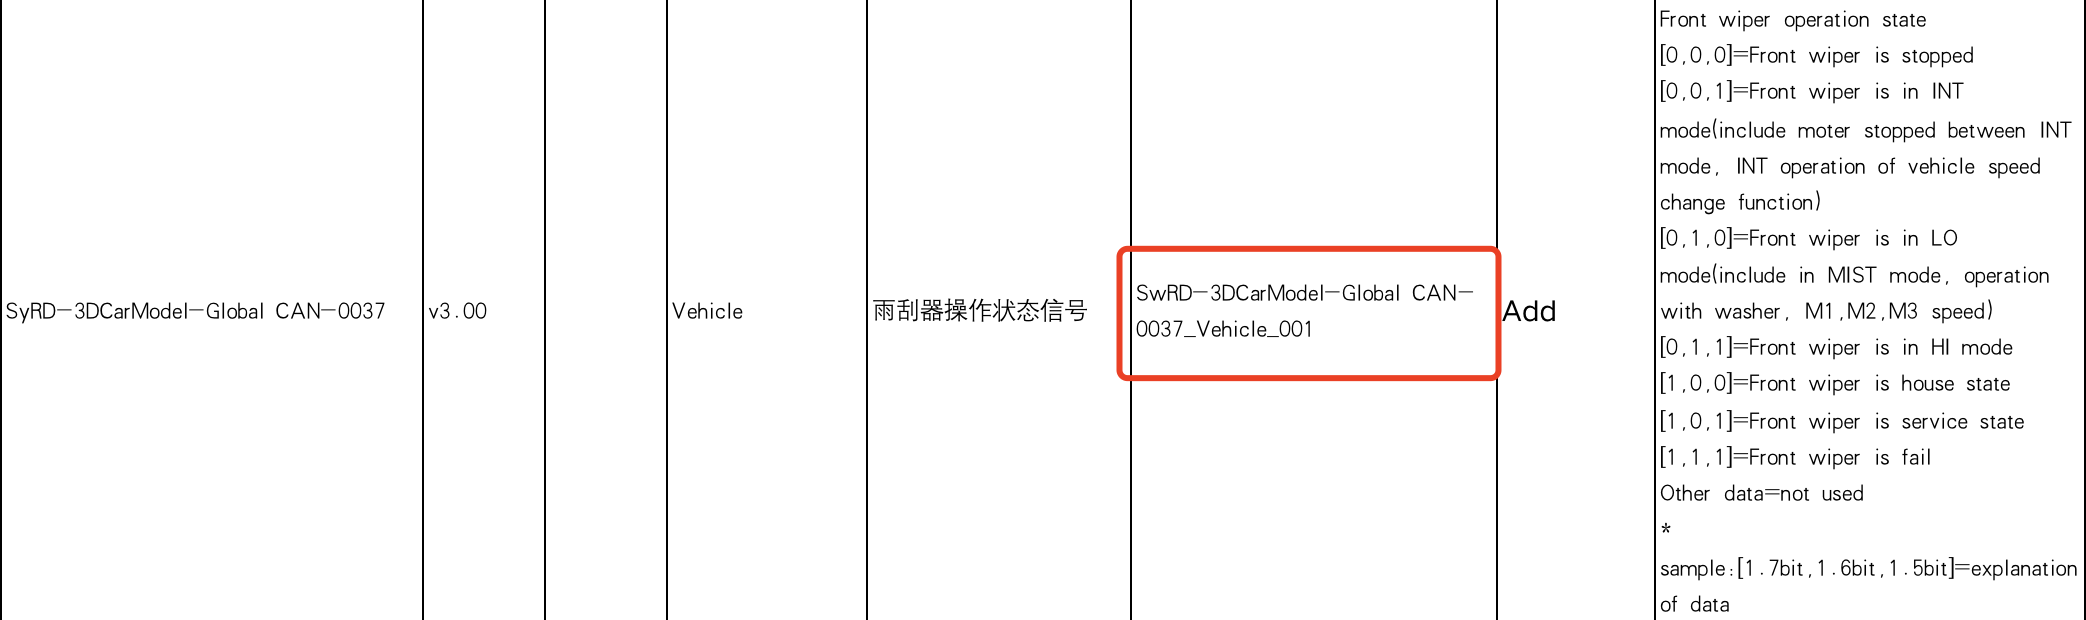 SyRD-3DCarModel-Global CAN-0037
v3.00
Vehicle
雨刮器操作状态信号
SwRD-3DCarModel-Global CAN-
0037_Vehicle_001
Add
Front wiper operation state
[0,0,0]=Front wiper is stopped
[0,0,1]=Front wiper is in INT
mode(include moter stopped between INT
mode, INT operation of vehicle speed
change function)
[0,1,0]=Front wiper is in LO
mode(include in MIST mode, operation
with washer, M1,M2,M3 speed)
[0,1,1]=Front wiper is in HI mode
[1,0,0]=Front wiper is house state
[1,0,1]=Front wiper is service state
[1,1,1]=Front wiper is fail
Other data=not used
*
sample:[1.7bit,1.6bit,1.5bit]=explanation
of data